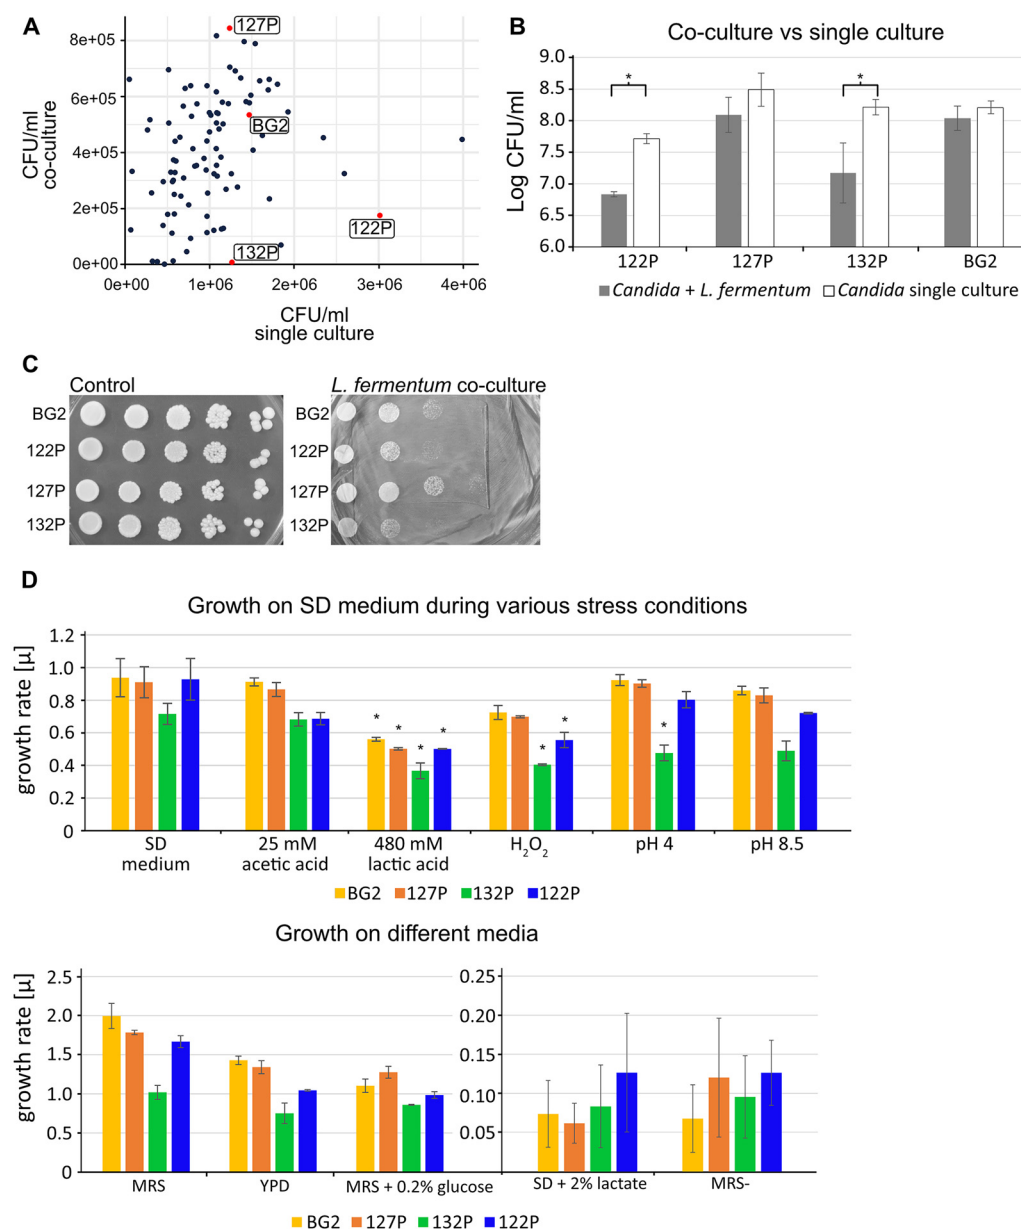 A
CFU/ml
co-culture
8e+05
6e+05
4e+05
2e+05
0e+00
127P
BG2
122P
132P
0e+00 1e+06 2e+06 3e+06 4e+06
CFU/ml
single culture
B
Co-culture vs single culture
Log CFU/ml
9.0
8.5
8.0
7.5
7.0
6.5
6.0
* *
122P 127P 132P BG2
Candida + L. fermentum Candida single culture
C
Control
BG2
122P
127P
132P
L. fermentum co-culture
BG2
122P
127P
132P
D
Growth on SD medium during various stress conditions
growth rate [µ]
1.2
1.0
0.8
0.6
0.4
0.2
0
* * * * * * *
SD medium
25 mM acetic acid
480 mM lactic acid
H₂O₂
pH 4
pH 8.5
BG2 127P 132P 122P
Growth on different media
growth rate [µ]
2.5
2.0
1.5
1.0
0.5
0
MRS YPD MRS + 0.2% glucose
0.25
0.20
0.15
0.10
0.05
SD + 2% lactate MRS-
BG2 127P 132P 122P